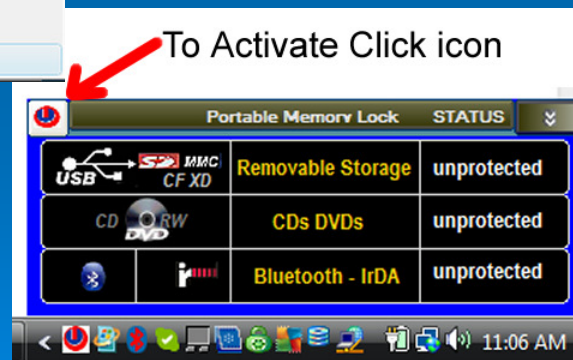 To Activate Click icon
Portable Memory Lock STATUS
USB SD MMC CF XD Removable Storage unprotected
CD DVD RW CDs DVDs unprotected
Bluetooth - IrDA unprotected
11:06 AM